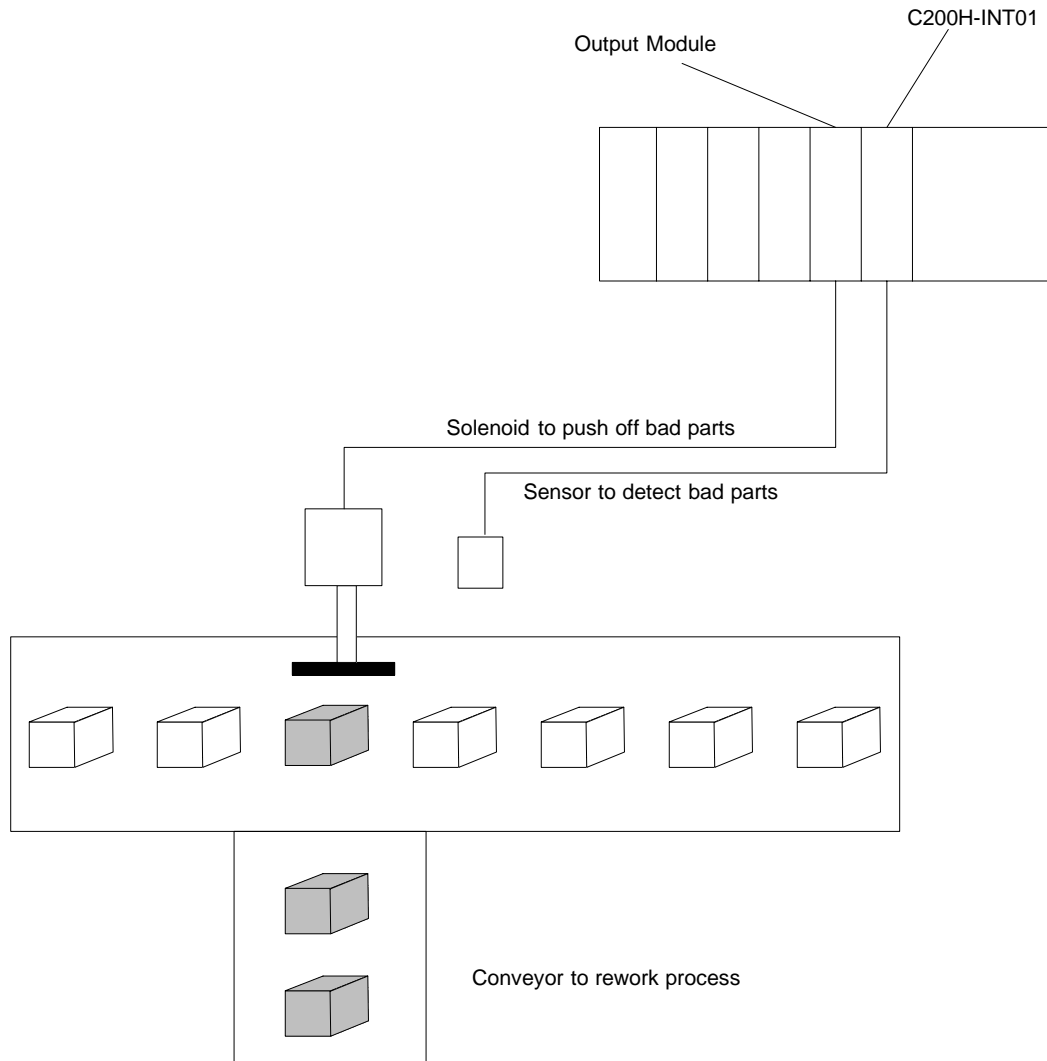 C200H-INT01
Output Module
Solenoid to push off bad parts
Sensor to detect bad parts
Conveyor to rework process